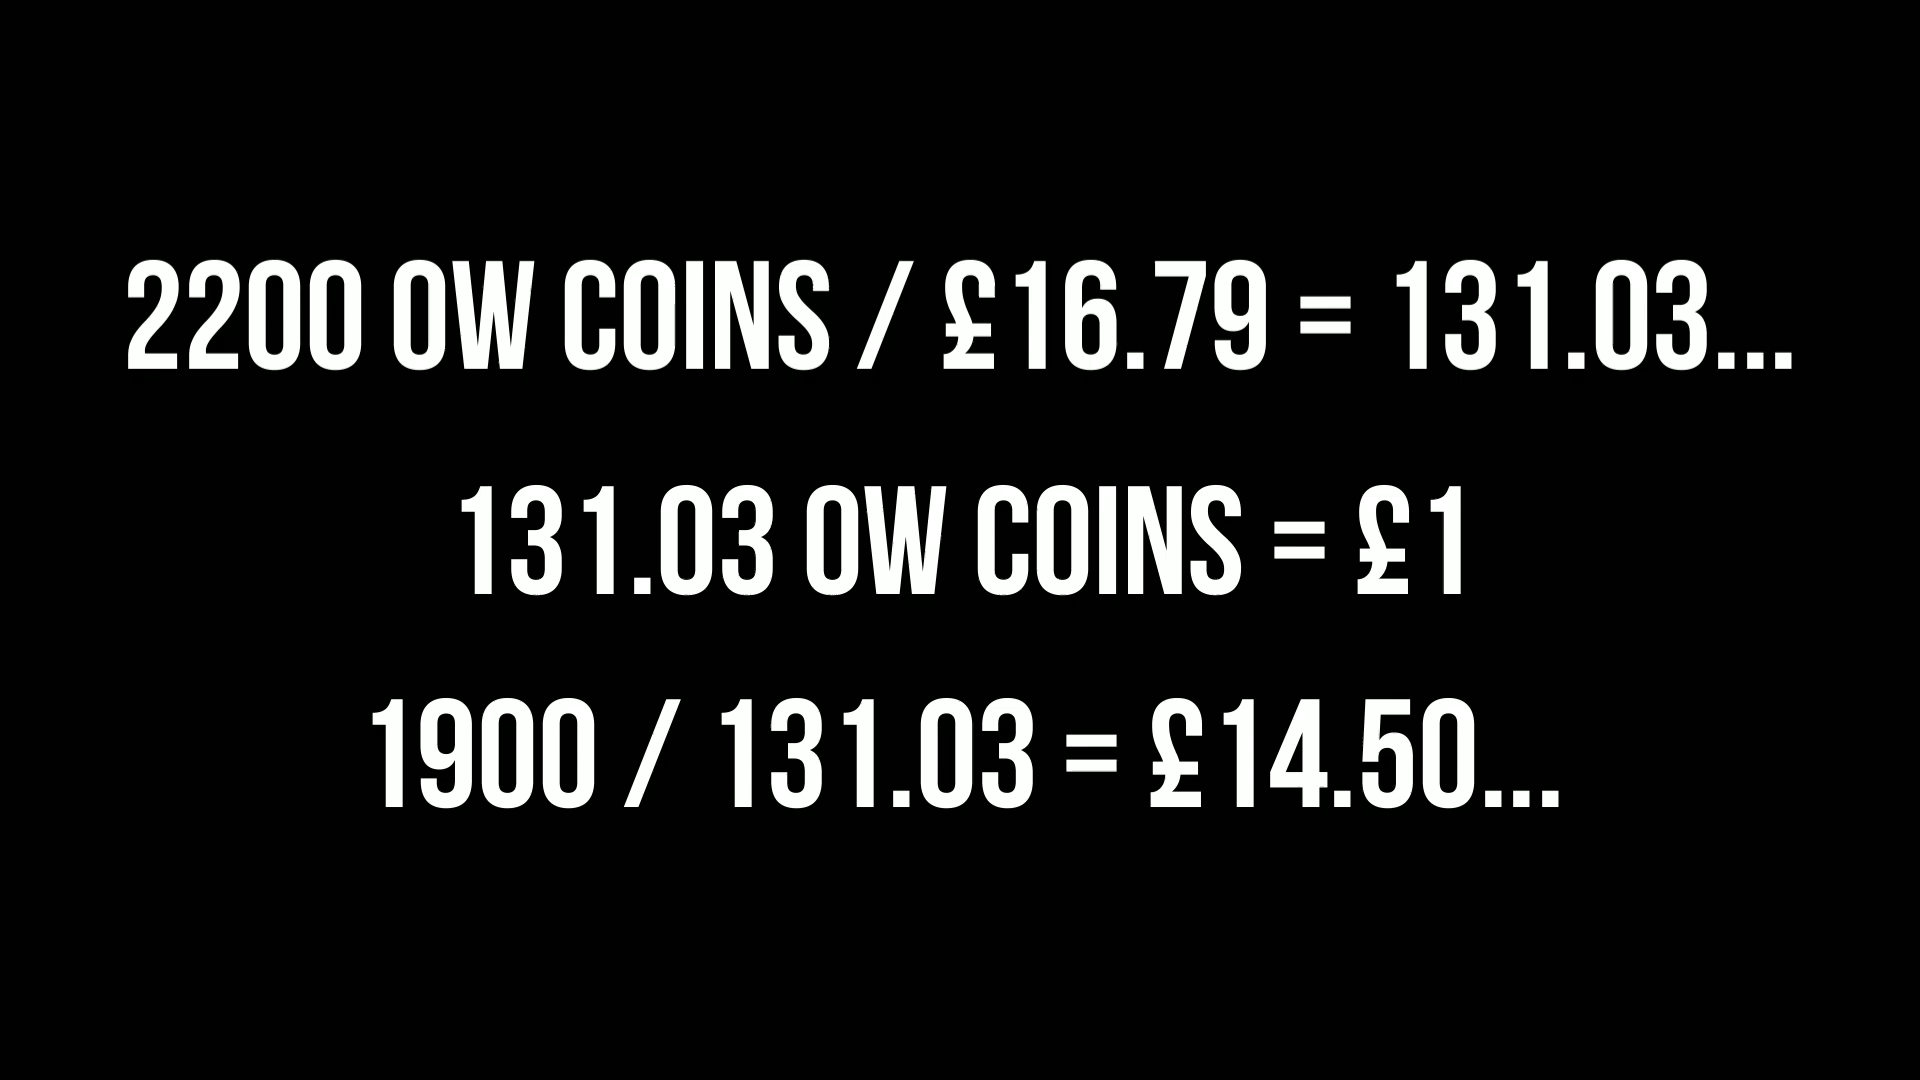 2200 OW COINS / £16.79 = 131.03...
131.03 OW COINS = £1
1900 / 131.03 = £14.50...